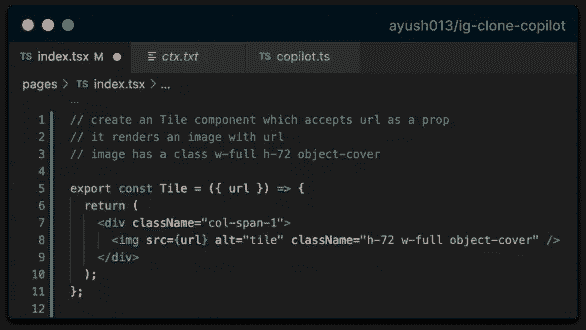 ayush013/ig-clone-copilot
TS index.tsx M ctx.txt TS copilot.ts
pages > TS index.tsx > ...
...
1 // create an Tile component which accepts url as a prop
2 // it renders an image with url
3 // image has a class w-full h-72 object-cover
4
5 export const Tile = ({ url }) => {
6 return (
7 <div className="col-span-1">
8 <img src={url} alt="tile" className="h-72 w-full object-cover" />
9 </div>
10 );
11 };
12